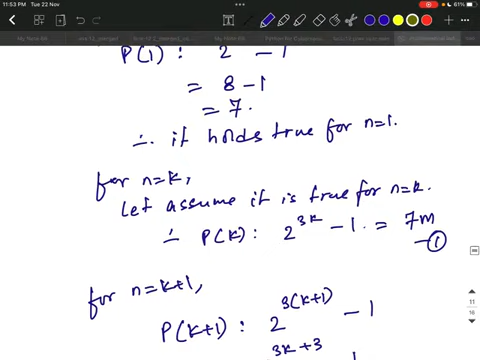 11:53 PM Tue 22 Nov
61%
P(1): 2 - 1
= 8 - 1
= 7.
∴ it holds true for n=1.
for n=k,
Let assume it is true for n=k.
∴ P(k): 2^{3k} - 1. = 7m
-①
for n=k+1,
P(k+1): 2^{3(k+1)} - 1
3k+3
11
16